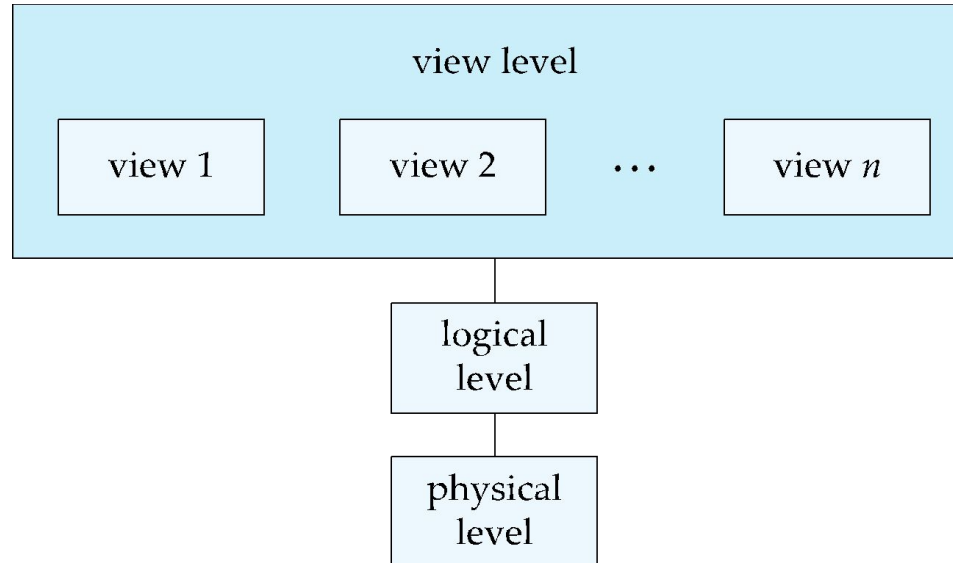 view level
view 1
view 2
...
view n
logical
level
physical
level